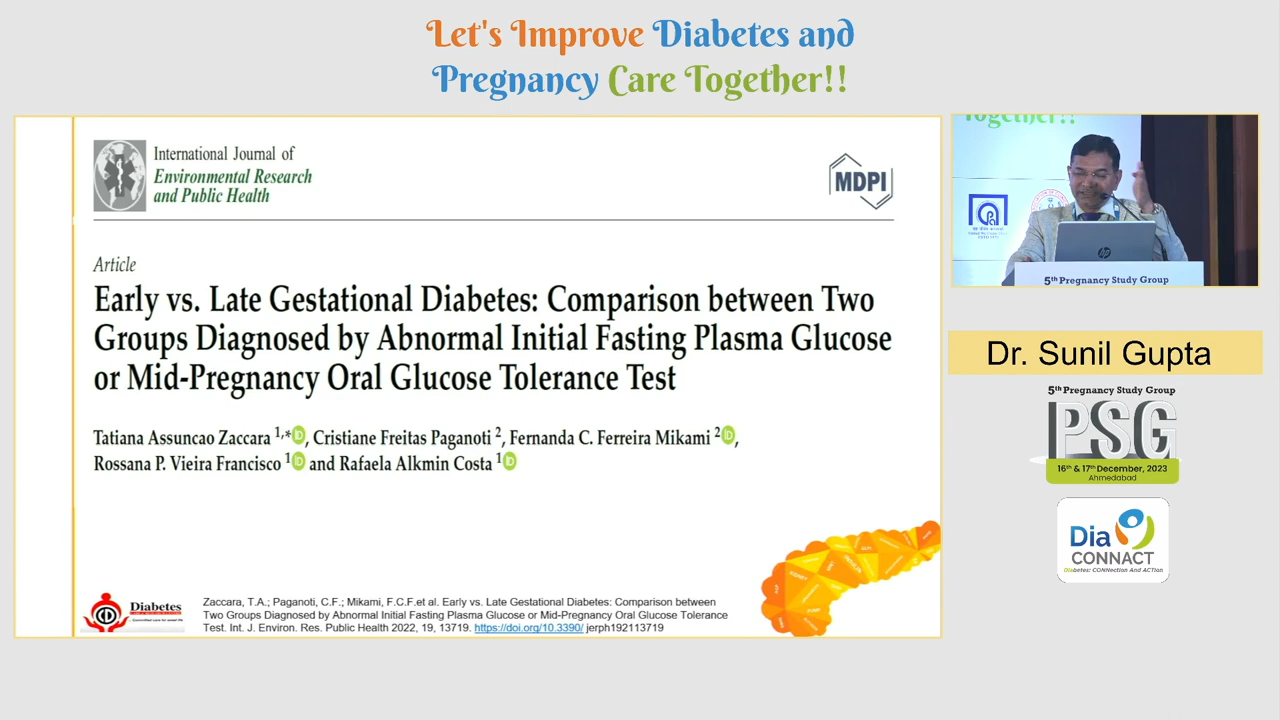 Let's Improve Diabetes and
Pregnancy Care Together!!
International Journal of
Environmental Research
and Public Health
MDPI
Article
Early vs. Late Gestational Diabetes: Comparison between Two
Groups Diagnosed by Abnormal Initial Fasting Plasma Glucose
or Mid-Pregnancy Oral Glucose Tolerance Test
Tatiana Assuncao Zaccara 1,*, Cristiane Freitas Paganoti 2, Fernanda C. Ferreira Mikami 2,
Rossana P. Vieira Francisco 1 and Rafaela Alkmin Costa 1
Diabetes
Zaccara, T.A.; Paganoti, C.F.; Mikami, F.C.F.et al. Early vs. Late Gestational Diabetes: Comparison between
Two Groups Diagnosed by Abnormal Initial Fasting Plasma Glucose or Mid-Pregnancy Oral Glucose Tolerance
Test. Int. J. Environ. Res. Public Health 2022, 19, 13719. https://doi.org/10.3390/ jerph192113719
Together!!
hp
5th Pregnancy Study Group
Dr. Sunil Gupta
5th Pregnancy Study Group
PSG
16th & 17th December, 2023
Ahmedabad
Dia
CONNACT
Diabetes: CONNection And ACTion